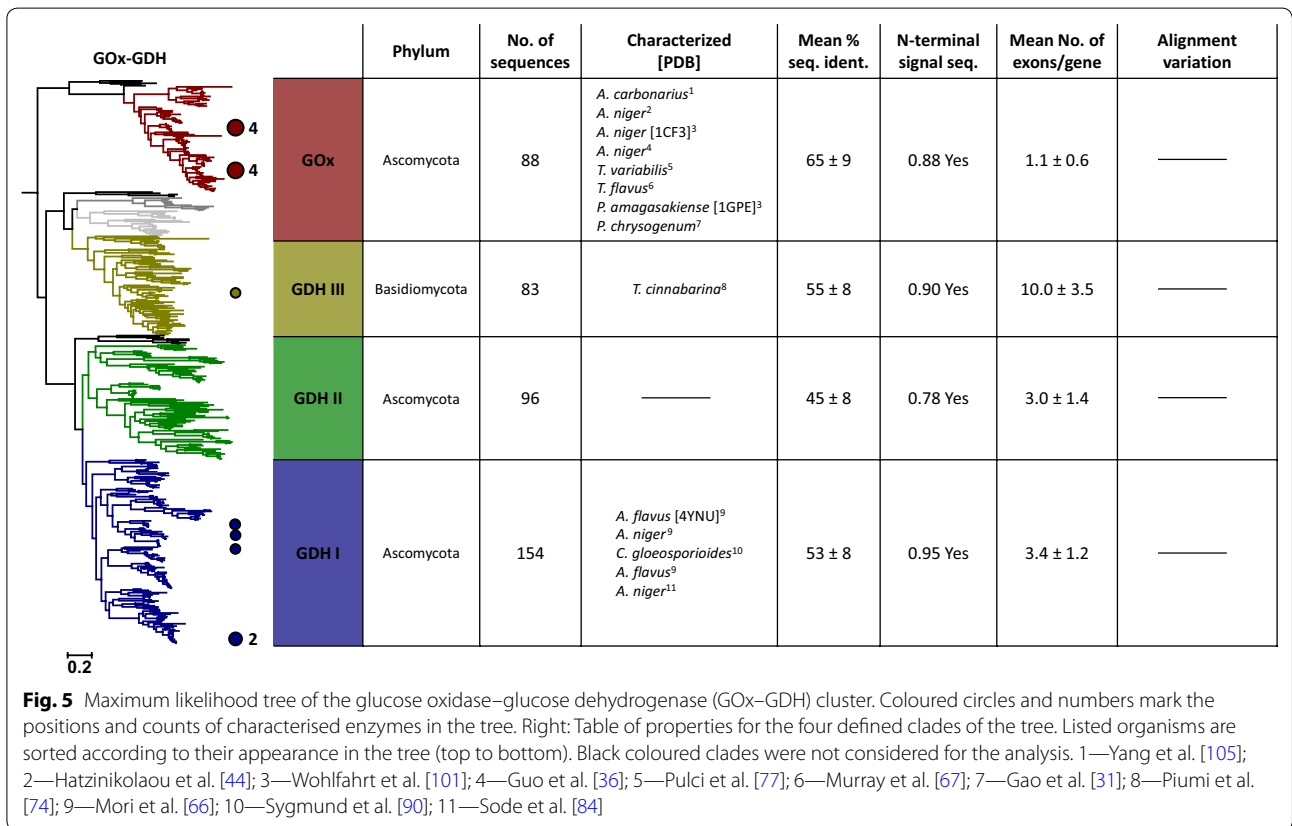 GOx-GDH
Phylum
No. of
sequences
Characterized
[PDB]
Mean %
seq. ident.
N-terminal
signal seq.
Mean No. of
exons/gene
Alignment
variation
4
4
GOx
Ascomycota
88
A. carbonarius¹
A. niger²
A. niger [1CF3]³
A. niger⁴
T. variabilis⁵
T. flavus⁶
P. amagasakiense [1GPE]³
P. chrysogenum⁷
65 ± 9
0.88 Yes
1.1 ± 0.6
GDH III
Basidiomycota
83
T. cinnabarina⁸
55 ± 8
0.90 Yes
10.0 ± 3.5
GDH II
Ascomycota
96
45 ± 8
0.78 Yes
3.0 ± 1.4
GDH I
Ascomycota
154
A. flavus [4YNU]⁹
A. niger⁹
C. gloeosporioides¹⁰
A. flavus⁹
A. niger¹¹
53 ± 8
0.95 Yes
3.4 ± 1.2
2
0.2
Fig. 5 Maximum likelihood tree of the glucose oxidase–glucose dehydrogenase (GOx–GDH) cluster. Coloured circles and numbers mark the
positions and counts of characterised enzymes in the tree. Right: Table of properties for the four defined clades of the tree. Listed organisms are
sorted according to their appearance in the tree (top to bottom). Black coloured clades were not considered for the analysis. 1—Yang et al. [105];
2—Hatzinikolaou et al. [44]; 3—Wohlfahrt et al. [101]; 4—Guo et al. [36]; 5—Pulci et al. [77]; 6—Murray et al. [67]; 7—Gao et al. [31]; 8—Piumi et al.
[74]; 9—Mori et al. [66]; 10—Sygmund et al. [90]; 11—Sode et al. [84]